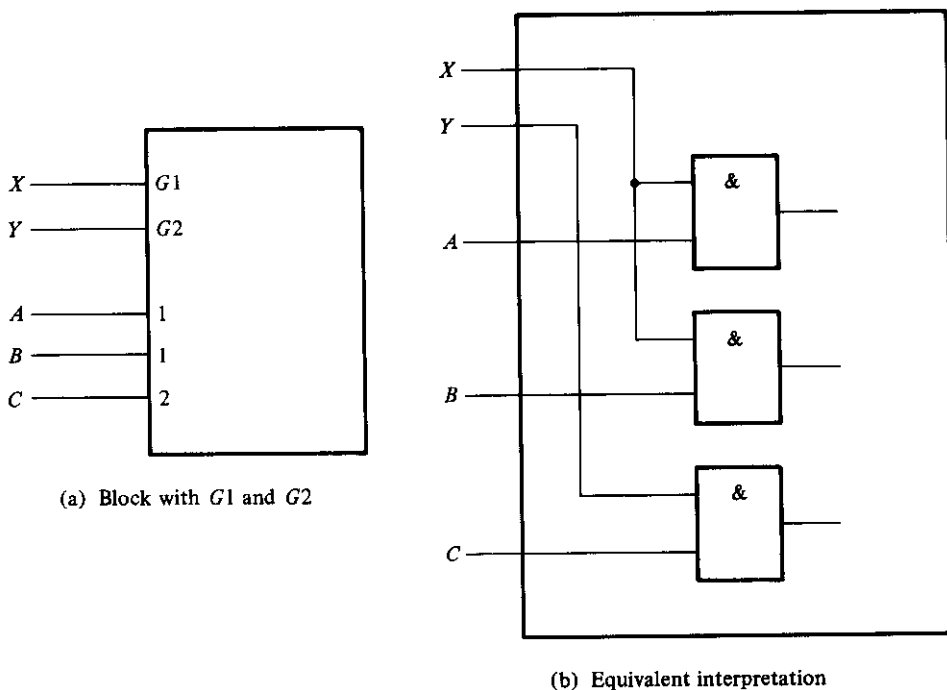 X G1
Y G2
A 1
B 1
C 2
(a) Block with G1 and G2
X
Y
&
A
&
B
&
C
(b) Equivalent interpretation